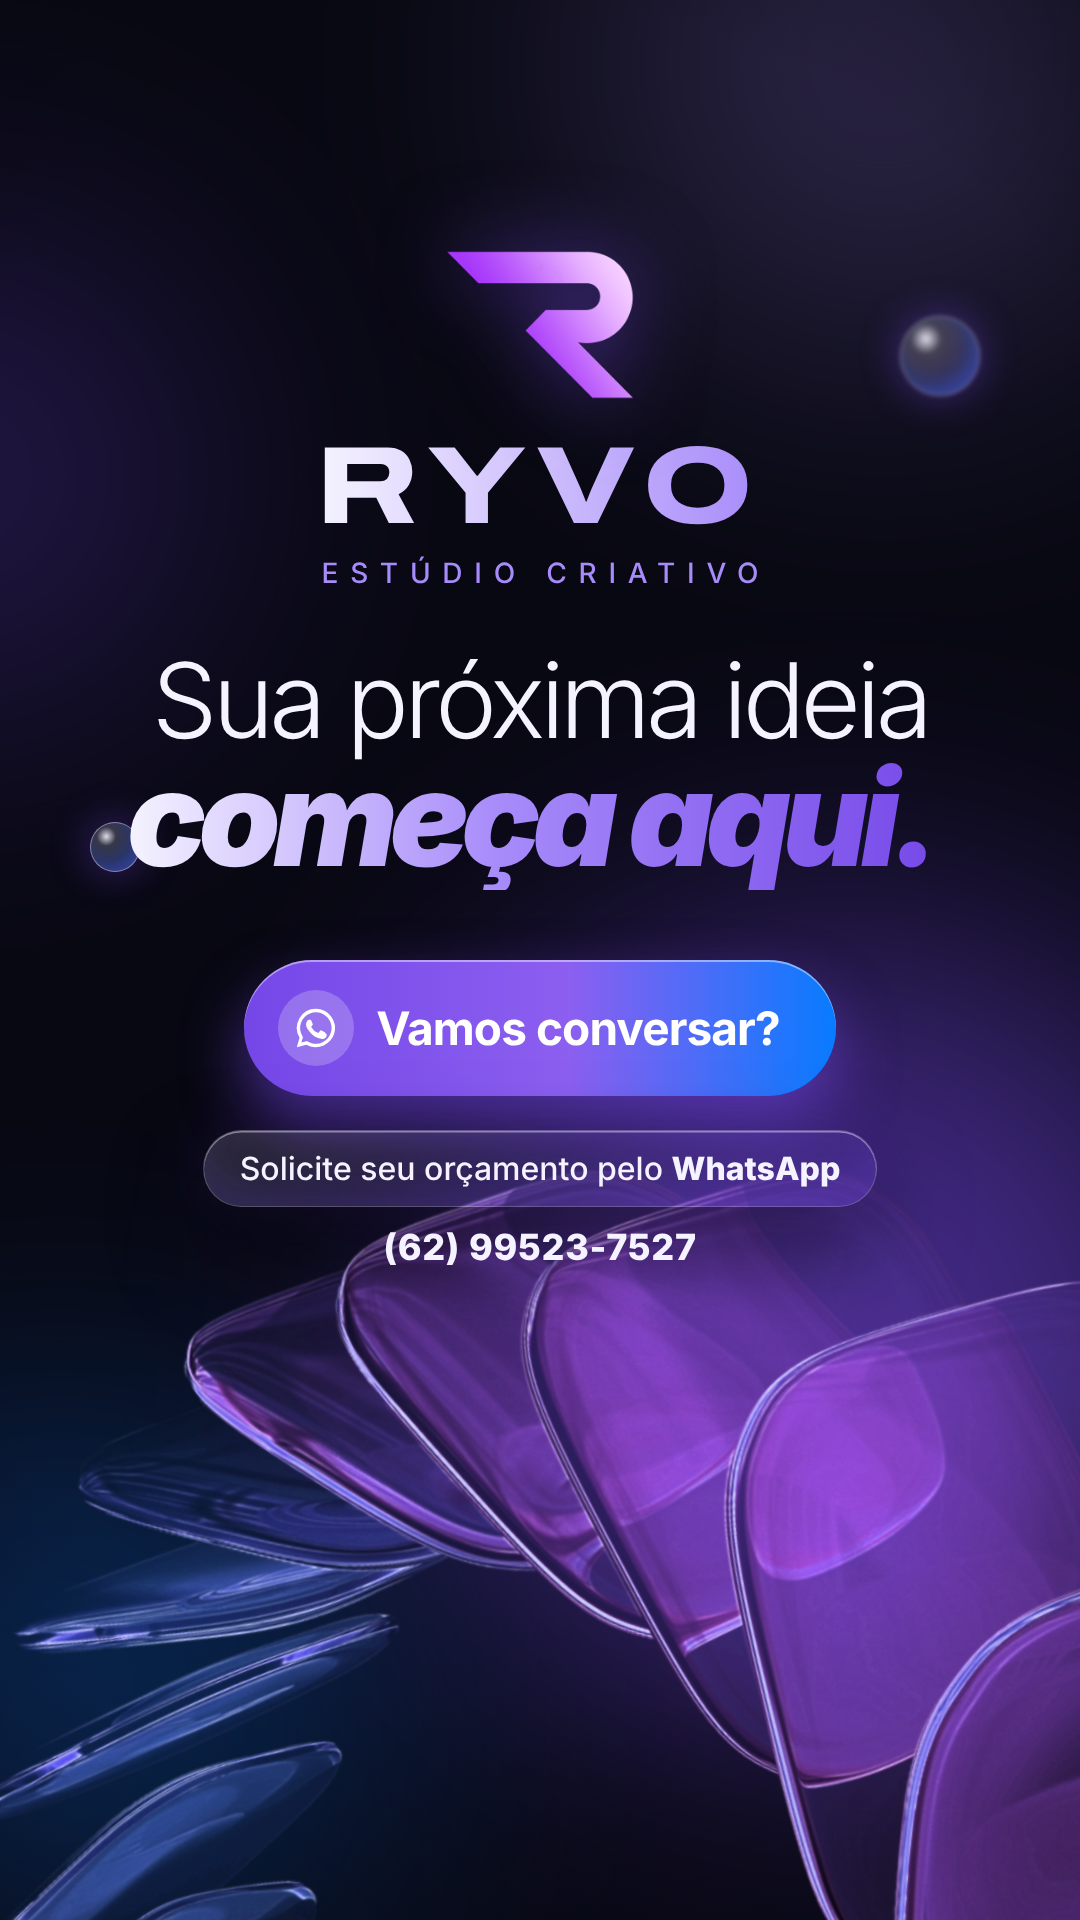 RYVO
ESTÚDIO CRIATIVO
Sua próxima ideia
começa aqui.
Vamos conversar?
Solicite seu orçamento pelo WhatsApp
(62) 99523-7527